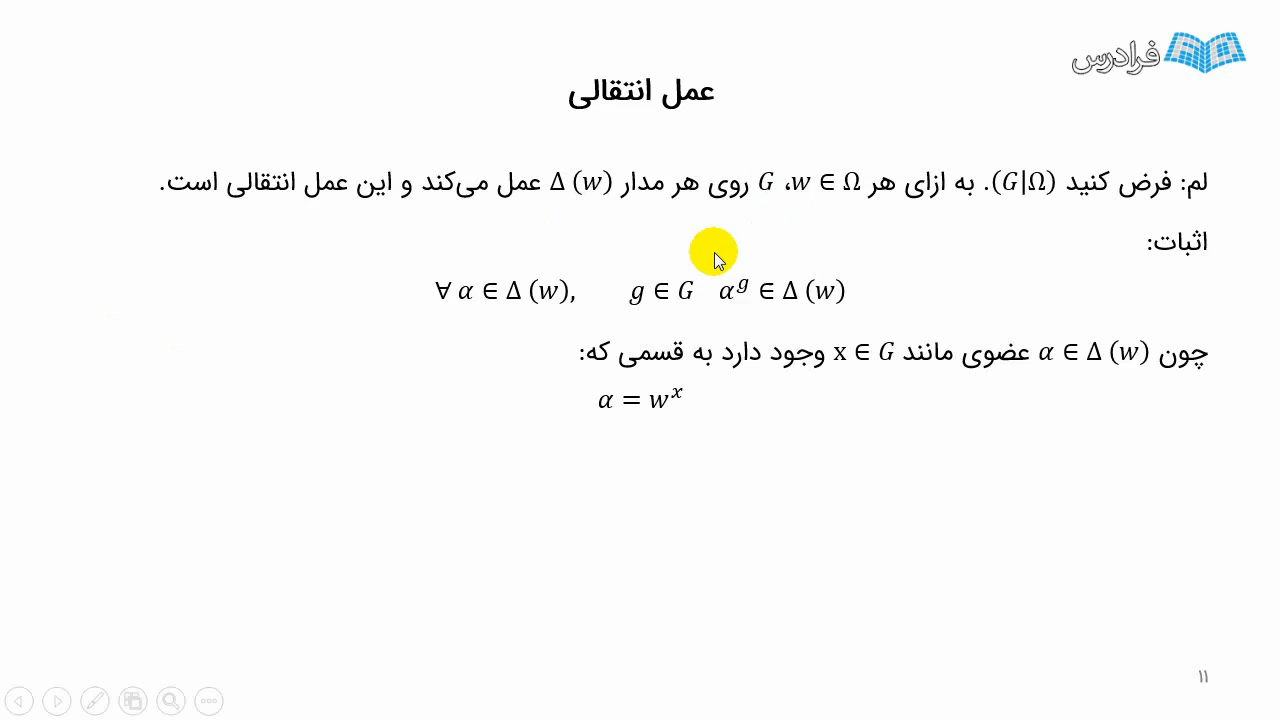 فرادرس
عمل انتقالی
لم: فرض کنید (G|Ω). به ازای هر w ∈ Ω، G روی هر مدار Δ (w) عمل می‌کند و این عمل انتقالی است.
اثبات:
∀ α ∈ Δ (w), g ∈ G α^g ∈ Δ (w)
چون α ∈ Δ (w) عضوی مانند x ∈ G وجود دارد به قسمی که:
α = w^x
۱۱